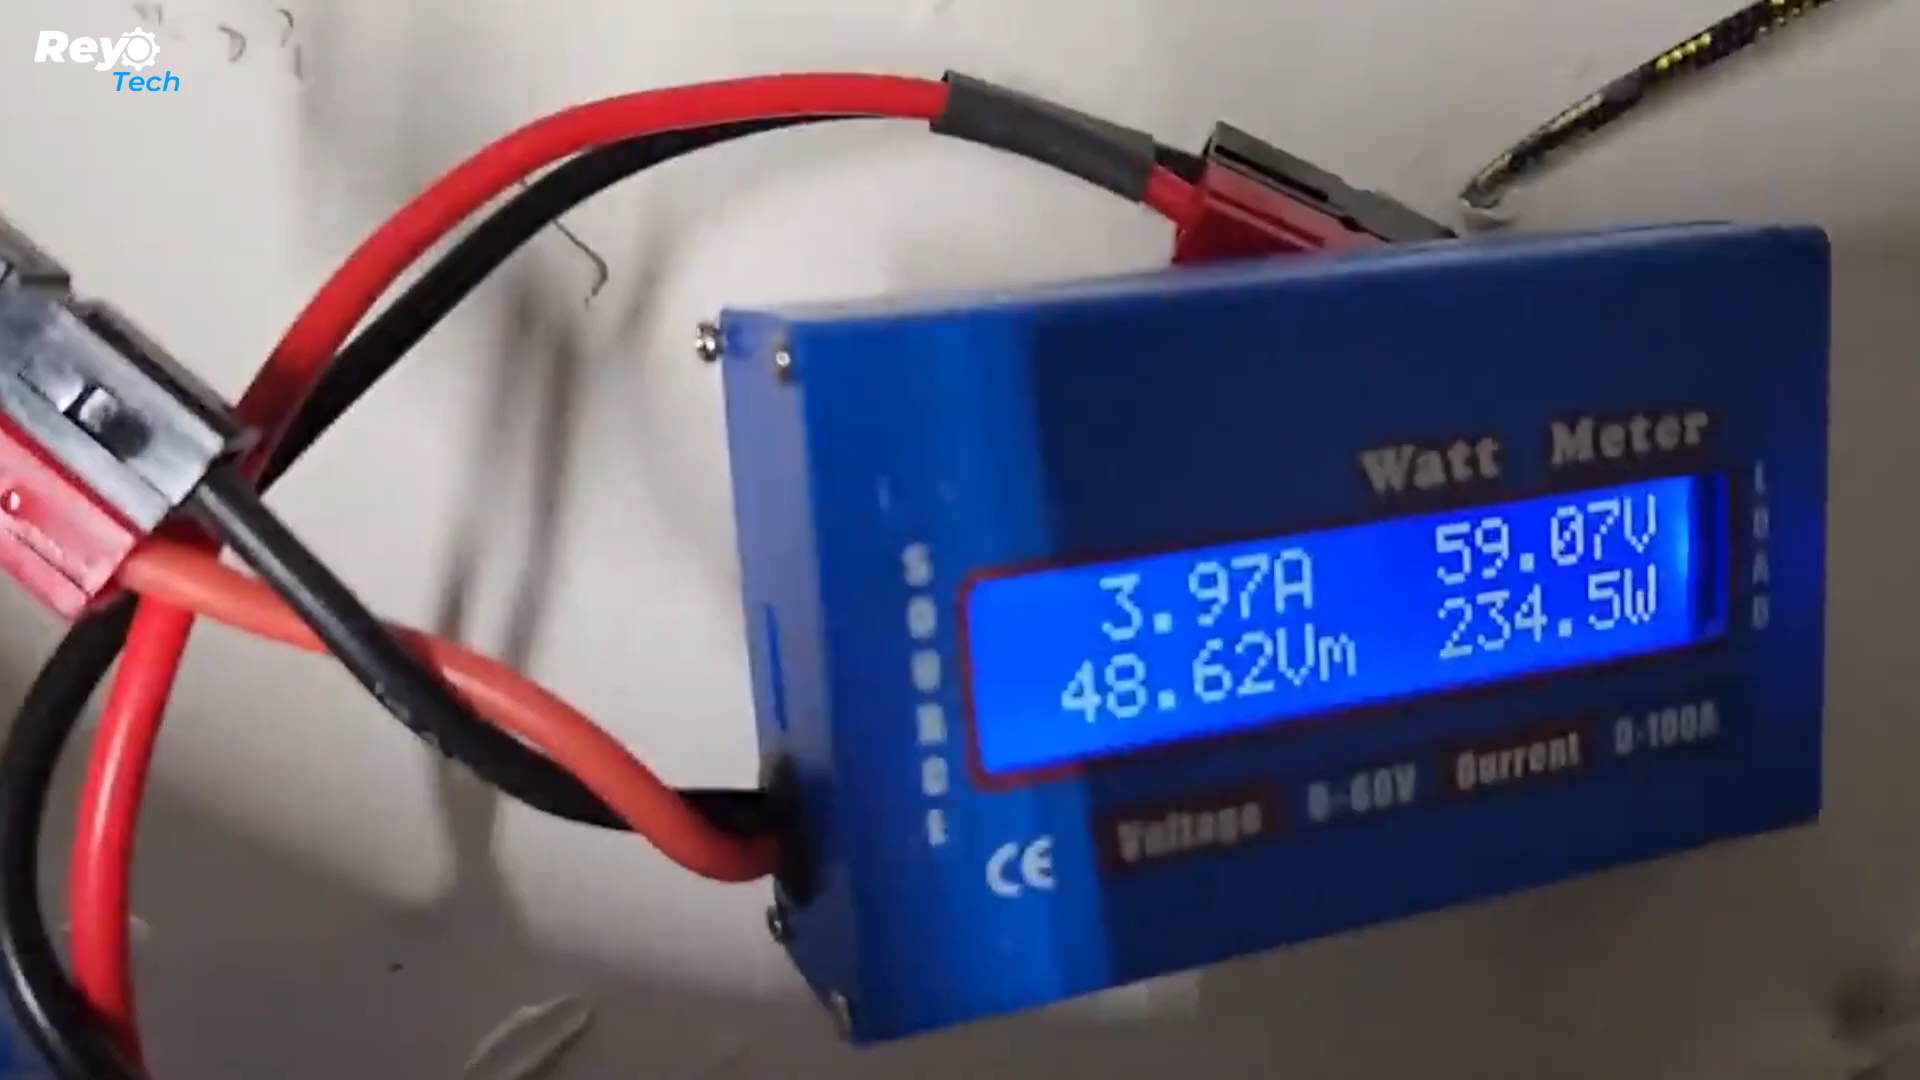 Reyo
Tech
Watt Meter
3.97A 59.07V
48.62Vm 234.5W
SOURCE
LOAD
Voltage 0-60V Current 0-100A
CE